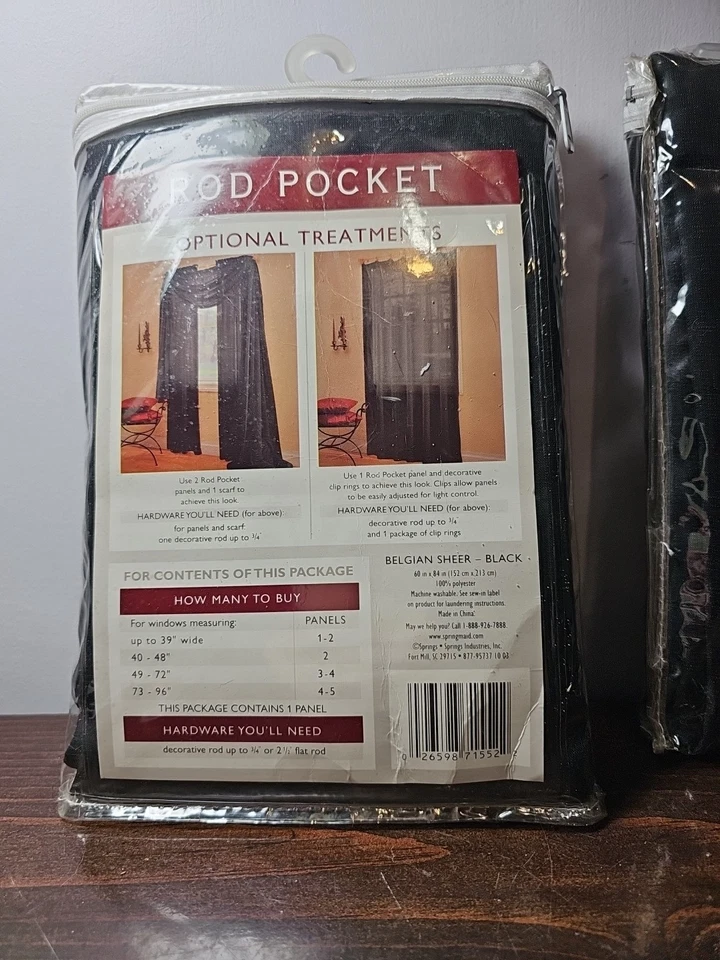 ROD POCKET
OPTIONAL TREATMENTS
Use 2 Rod Pocket
panels and 1 scarf to
achieve this look.
HARDWARE YOU'LL NEED (for above)
for panels and scarf:
one decorative rod up to 3/4"
Use 1 Rod Pocket panel and decorative
clip rings to achieve this look. Clips allow panels
to be easily adjusted for light control.
HARDWARE YOU'LL NEED (for above):
decorative rod up to 3/4"
and 1 package of clip rings
FOR CONTENTS OF THIS PACKAGE
HOW MANY TO BUY
For windows measuring: PANELS
up to 39" wide 1-2
40 - 48" 2
49 - 72" 3-4
73 - 96" 4-5
THIS PACKAGE CONTAINS 1 PANEL
HARDWARE YOU'LL NEED
decorative rod up to 3/4" or 2 1/2" flat rod
BELGIAN SHEER – BLACK
60 in x 84 in (152 cm x 213 cm)
100% polyester
Machine washable. See sewn-in label
on product for laundering instructions.
Made in China
May we help you? Call 1-888-926-7888.
www.springmaid.com
©Springs • Springs Industries, Inc.
Fort Mill, SC 29715 • 877-95737 10 03
0 26598 71552